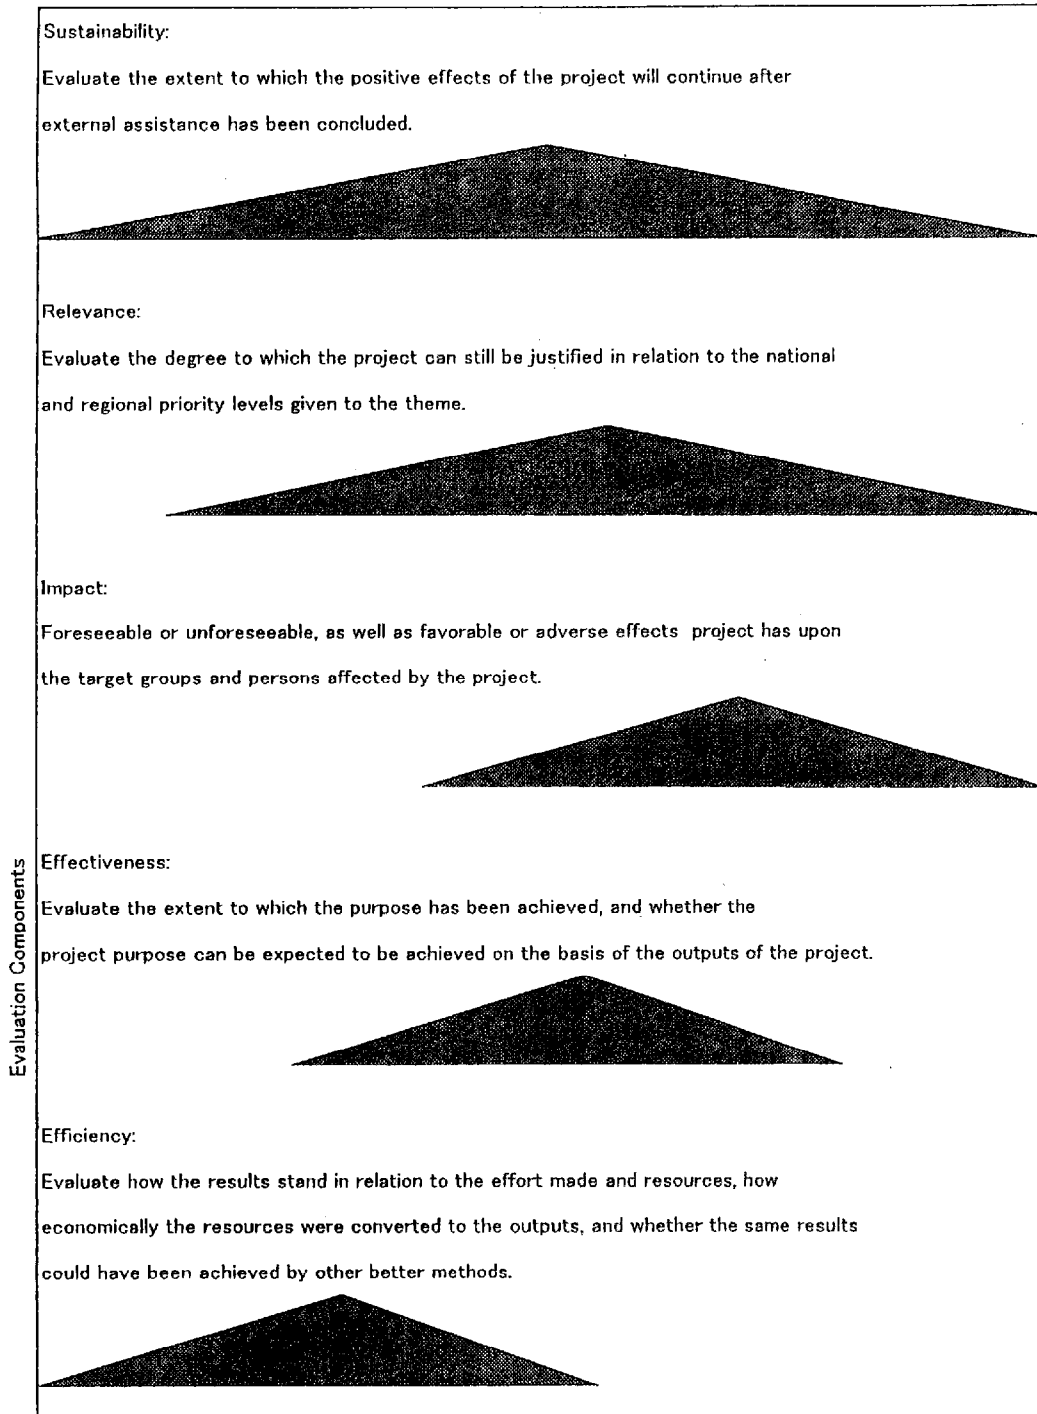 Sustainability:
Evaluate the extent to which the positive effects of the project will continue after
external assistance has been concluded.
Relevance:
Evaluate the degree to which the project can still be justified in relation to the national
and regional priority levels given to the theme.
Impact:
Foreseeable or unforeseeable, as well as favorable or adverse effects project has upon
the target groups and persons affected by the project.
Effectiveness:
Evaluate the extent to which the purpose has been achieved, and whether the
project purpose can be expected to be achieved on the basis of the outputs of the project.
Efficiency:
Evaluate how the results stand in relation to the effort made and resources, how
economically the resources were converted to the outputs, and whether the same results
could have been achieved by other better methods.
Evaluation Components